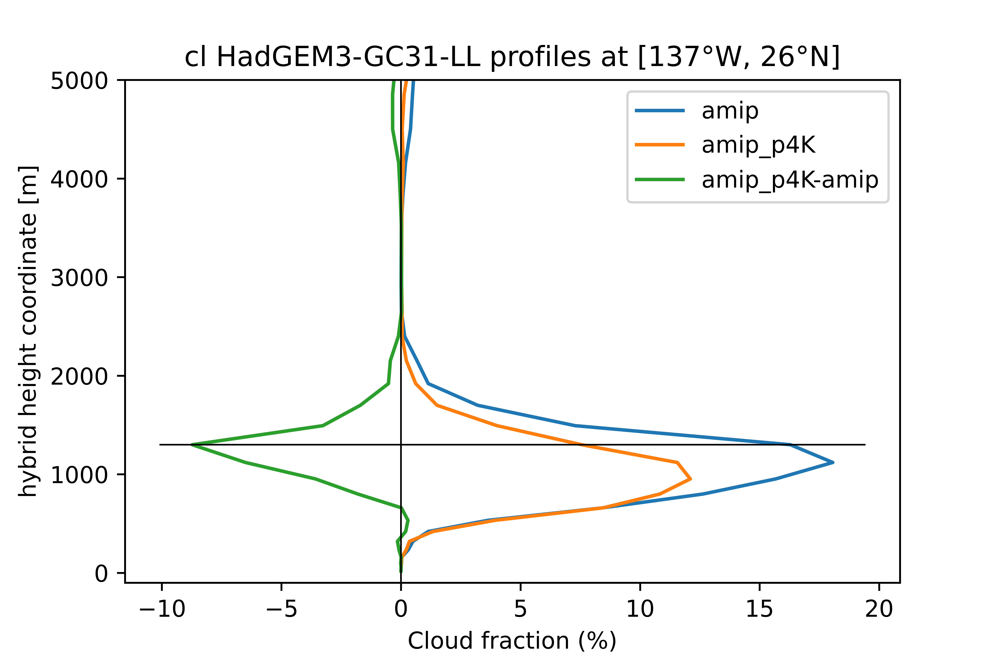 cl HadGEM3-GC31-LL profiles at [137°W, 26°N]
5000
4000
3000
2000
1000
0
hybrid height coordinate [m]
amip
amip_p4K
amip_p4K-amip
−10
−5
0
5
10
15
20
Cloud fraction (%)